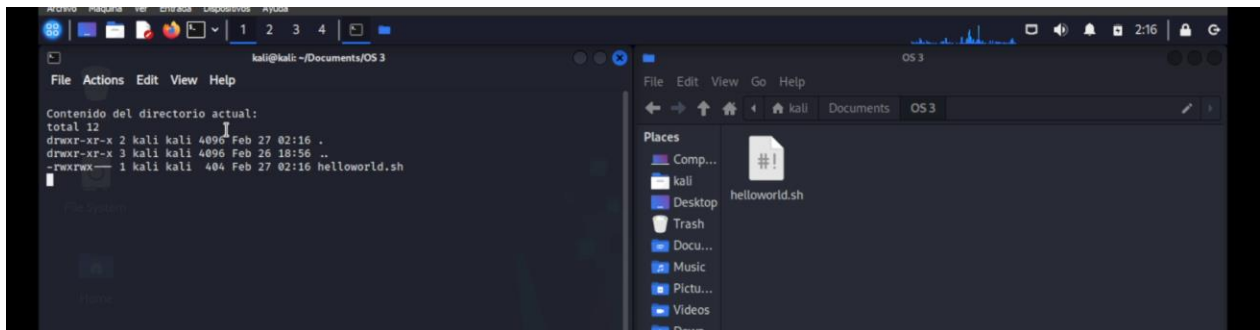 Archivo Máquina Ver Entrada Dispositivos Ayuda
1 2 3 4
2:16
kali@kali: ~/Documents/OS 3
File Actions Edit View Help
Contenido del directorio actual:
total 12
drwxr-xr-x 2 kali kali 4096 Feb 27 02:16 .
drwxr-xr-x 3 kali kali 4096 Feb 26 18:56 ..
-rwxrwx--- 1 kali kali 404 Feb 27 02:16 helloworld.sh
File System
Home
OS 3
File Edit View Go Help
kali Documents OS 3
Places
Comp...
kali
Desktop
Trash
Docu...
Music
Pictu...
Videos
#!
helloworld.sh